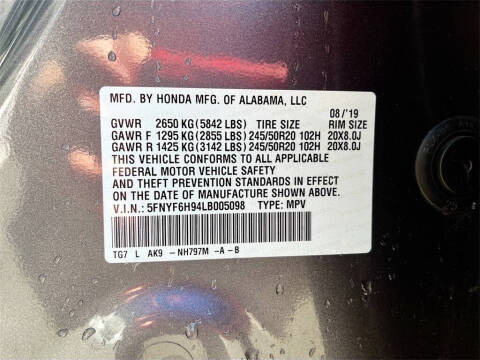 MFD. BY HONDA MFG. OF ALABAMA, LLC
08/'19
GVWR 2650 KG (5842 LBS) TIRE SIZE RIM SIZE
GAWR F 1295 KG (2855 LBS) 245/50R20 102H 20X8.0J
GAWR R 1425 KG (3142 LBS) 245/50R20 102H 20X8.0J
THIS VEHICLE CONFORMS TO ALL APPLICABLE
FEDERAL MOTOR VEHICLE SAFETY
AND THEFT PREVENTION STANDARDS IN EFFECT
ON THE DATE OF MANUFACTURE SHOWN ABOVE.
V.I.N.: 5FNYF6H94LB005098 TYPE: MPV
TG7 L AK9 -NH797M -A-B